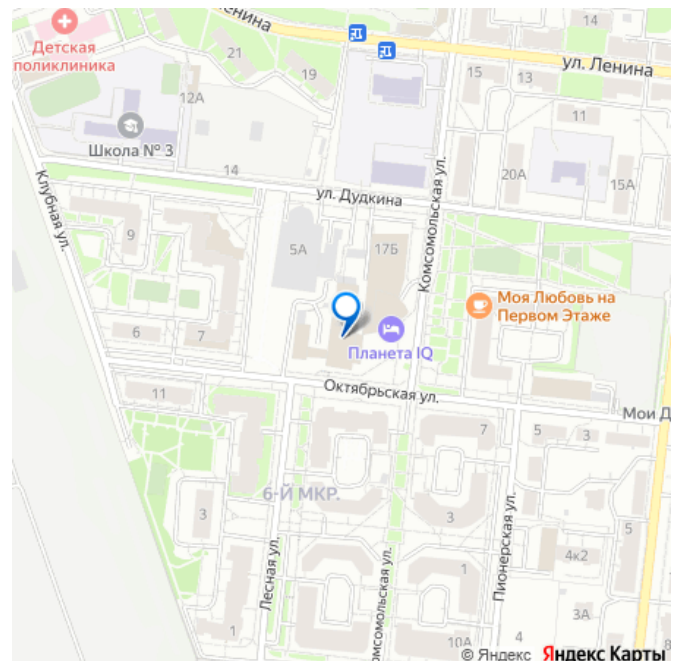 Детская
поликлиника
Ленина
21
19
15
13
ул. Ленина
12А
11
Школа № 3
14
20А
15А
Клубная ул.
ул. Дудкина
Комсомольская ул.
9
5А
17Б
Моя Любовь на
Первом Этаже
6
7
Планета IQ
11
Октябрьская ул.
Мои Д
7
5
3
6-Й МКР.
3
3
5
4к2
Лесная ул.
Комсомольская ул.
Пионерская ул.
1
1
10А
4
3А
© Яндекс Яндекс Карты